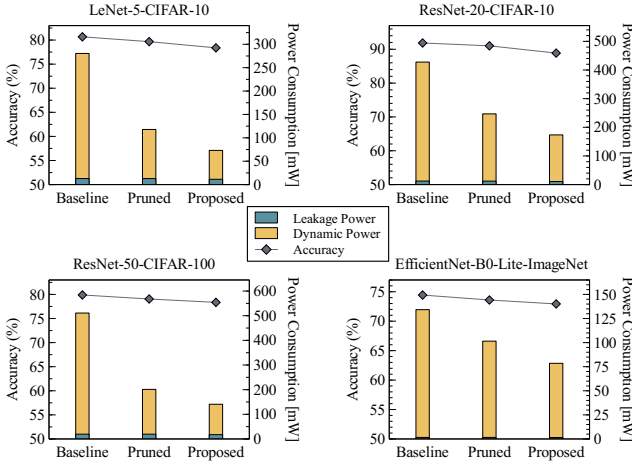 LeNet-5-CIFAR-10
Accuracy (%)
80
75
70
65
60
55
50
Power Consumption [mW]
300
250
200
150
100
50
0
Baseline Pruned Proposed
ResNet-20-CIFAR-10
Accuracy (%)
90
80
70
60
50
Power Consumption [mW]
500
400
300
200
100
0
Baseline Pruned Proposed
Leakage Power
Dynamic Power
Accuracy
ResNet-50-CIFAR-100
Accuracy (%)
80
75
70
65
60
55
50
Power Consumption [mW]
600
500
400
300
200
100
0
Baseline Pruned Proposed
EfficientNet-B0-Lite-ImageNet
Accuracy (%)
75
70
65
60
55
50
Power Consumption [mW]
150
125
100
75
50
25
0
Baseline Pruned Proposed